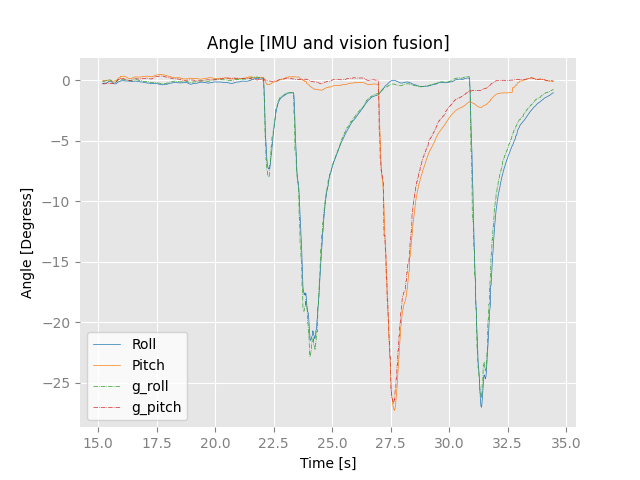 Angle [IMU and vision fusion]
0
−5
−10
−15
−20
−25
Angle [Degress]
Roll
Pitch
g_roll
g_pitch
15.0 17.5 20.0 22.5 25.0 27.5 30.0 32.5 35.0
Time [s]